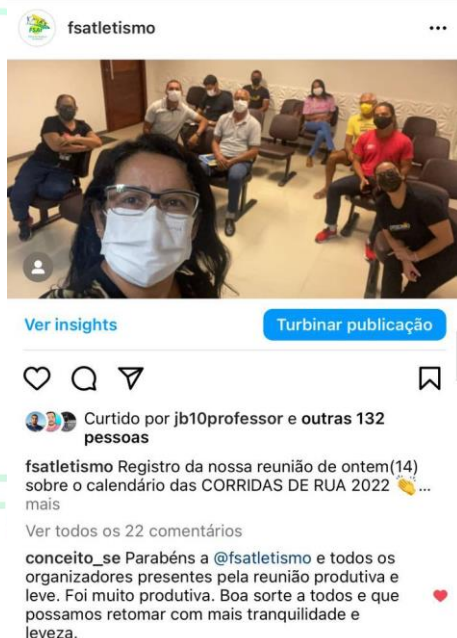 fsatletismo
Ver insights
Turbinar publicação
Curtido por jb10professor e outras 132
pessoas
fsatletismo Registro da nossa reunião de ontem(14)
sobre o calendário das CORRIDAS DE RUA 2022 👏...
mais
Ver todos os 22 comentários
conceito_se Parabéns a @fsatletismo e todos os
organizadores presentes pela reunião produtiva e
leve. Foi muito produtiva. Boa sorte a todos e que
possamos retomar com mais tranquilidade e
leveza.